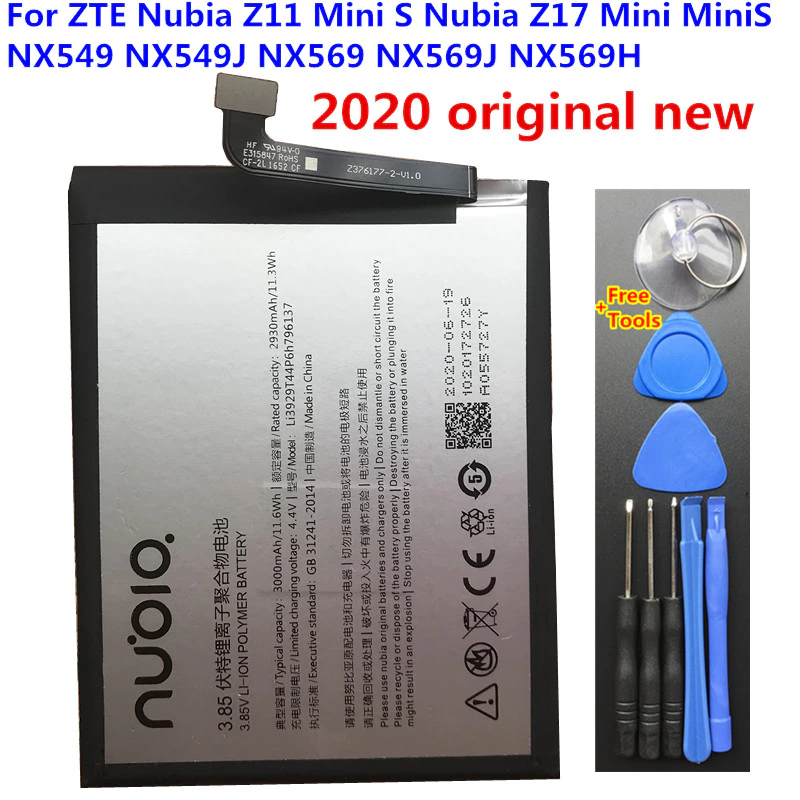 For ZTE Nubia Z11 Mini S Nubia Z17 Mini MiniS
NX549 NX549J NX569 NX569J NX569H
2020 original new
HF 94V-0
E315847 RoHS
CF-2L 1652 CF
Z376177-2-V1.0
Free
+Tools
nubia.
3.85 伏特锂离子聚合物电池
3.85V LI-ION POLYMER BATTERY
典型容量/Typical capacity: 3000mAh/11.6Wh | 额定容量/Rated capacity: 2930mAh/11.3Wh
充电限制电压/Limited charging voltage: 4.4V | 型号/Model: Li3929T44P6h796137
执行标准/Executive standard: GB 31241-2014 | 中国制造/Made in China
请使用努比亚原配电池和充电器 | 切勿拆卸电池或将电池的电极短路
请正确回收或处理 | 破坏或投入火中有爆炸危险 | 电池浸水之后禁止使用
Please use nubia original batteries and chargers only | Do not dismantle or short circuit the battery
Please recycle or dispose of the battery properly | Destroying the battery or plunging it into fire
might result in an explosion | Stop using the battery after it is immersed in water
CE
Li-ion
5
2020-06-19
1020172726
A055727Y